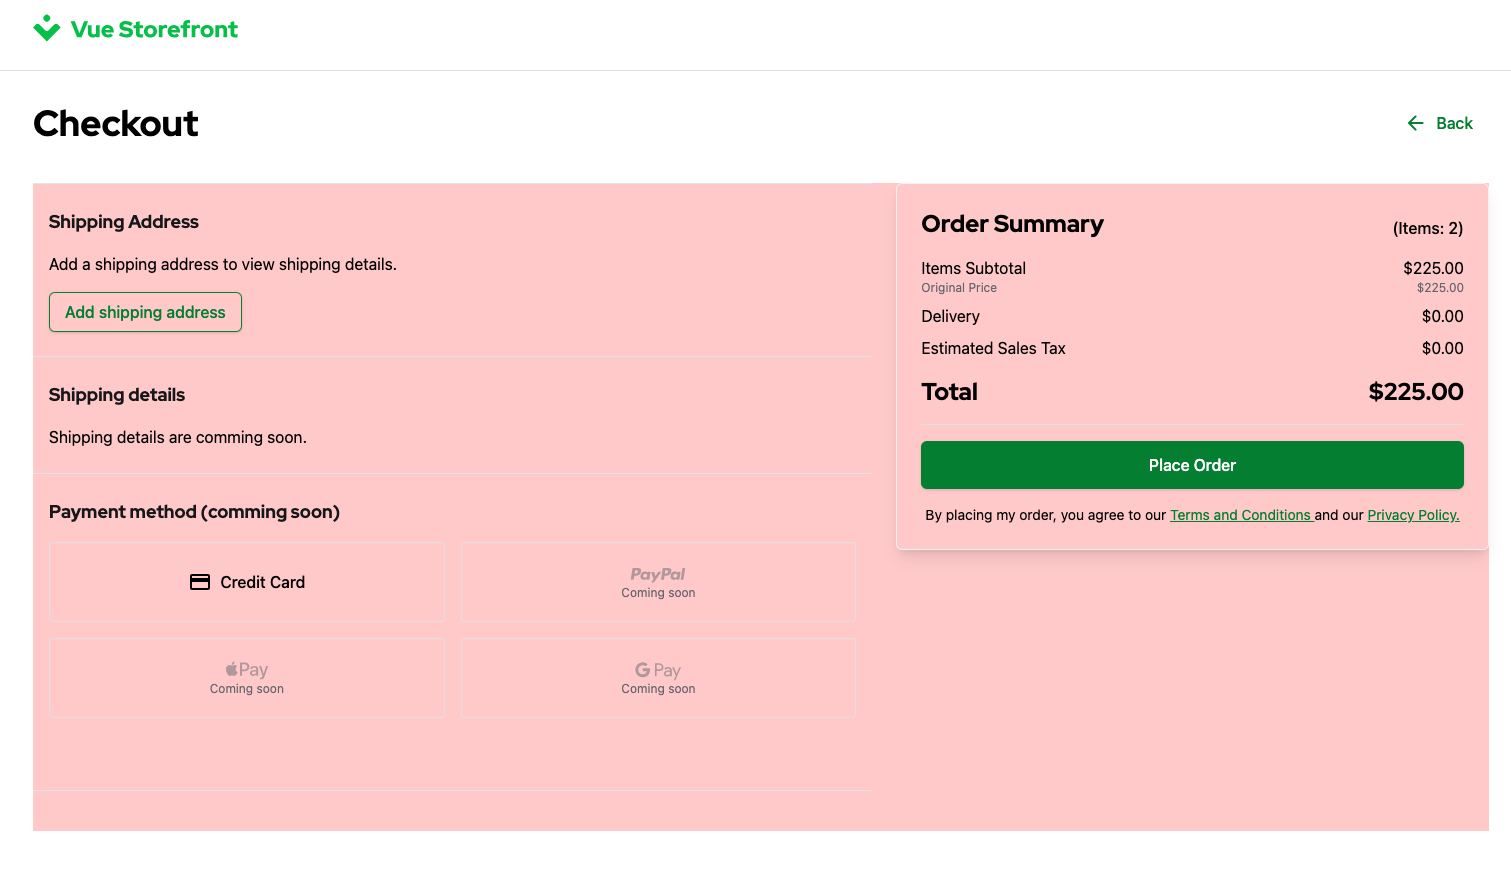 Vue Storefront
Checkout
Back
Shipping Address
Add a shipping address to view shipping details.
Add shipping address
Shipping details
Shipping details are comming soon.
Payment method (comming soon)
Credit Card
PayPal
Coming soon
Pay
Coming soon
G Pay
Coming soon
Order Summary
(Items: 2)
Items Subtotal
$225.00
Original Price
$225.00
Delivery
$0.00
Estimated Sales Tax
$0.00
Total
$225.00
Place Order
By placing my order, you agree to our Terms and Conditions and our Privacy Policy.